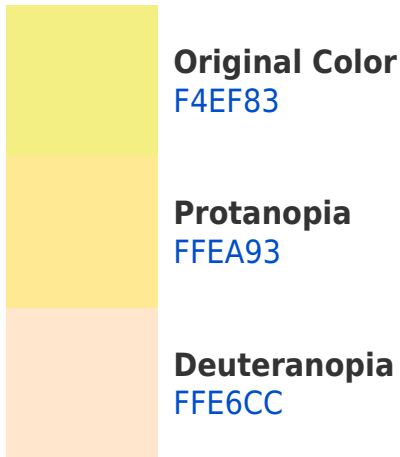 Original Color
F4EF83
Protanopia
FFEA93
Deuteranopia
FFE6CC